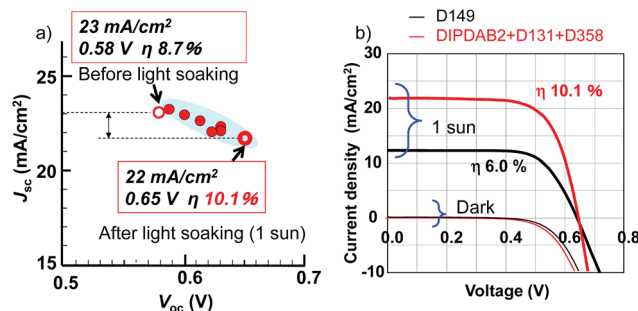 a)
23 mA/cm²
0.58 V η 8.7%
Before light soaking
25
20
15
J_sc (mA/cm²)
22 mA/cm²
0.65 V η 10.1%
After light soaking (1 sun)
0.5
0.6
0.7
V_oc (V)
b)
D149
DIPDAB2+D131+D358
30
20
10
0
-10
Current density (mA/cm²)
η 10.1 %
1 sun
η 6.0 %
Dark
0.0 0.2 0.4 0.6 0.8
Voltage (V)